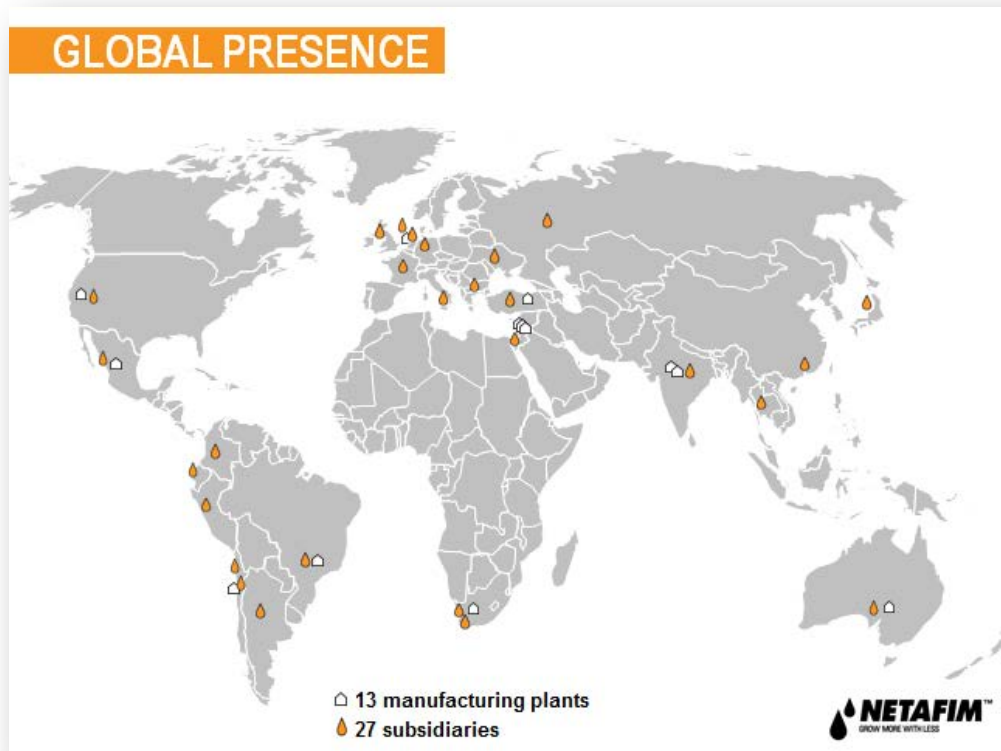 GLOBAL PRESENCE
13 manufacturing plants
27 subsidiaries
NETAFIM™
GROW MORE WITH LESS